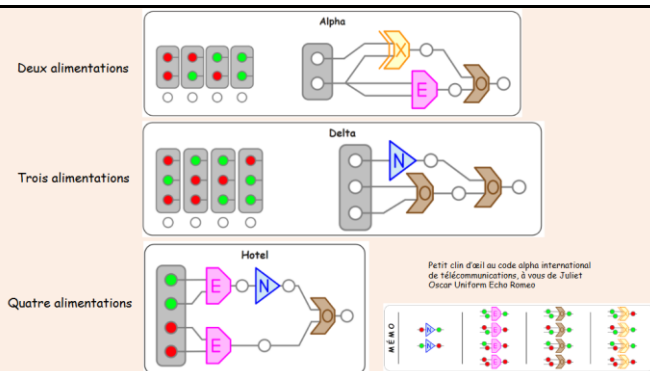 Alpha
Deux alimentations
X
E
O
Delta
Trois alimentations
N
O
O
Hotel
Quatre alimentations
E
N
E
O
Petit clin d'œil au code alpha international
de télécommunications, à vous de Juliet
Oscar Uniform Echo Romeo
MÉMO
N
N
E
E
E
E